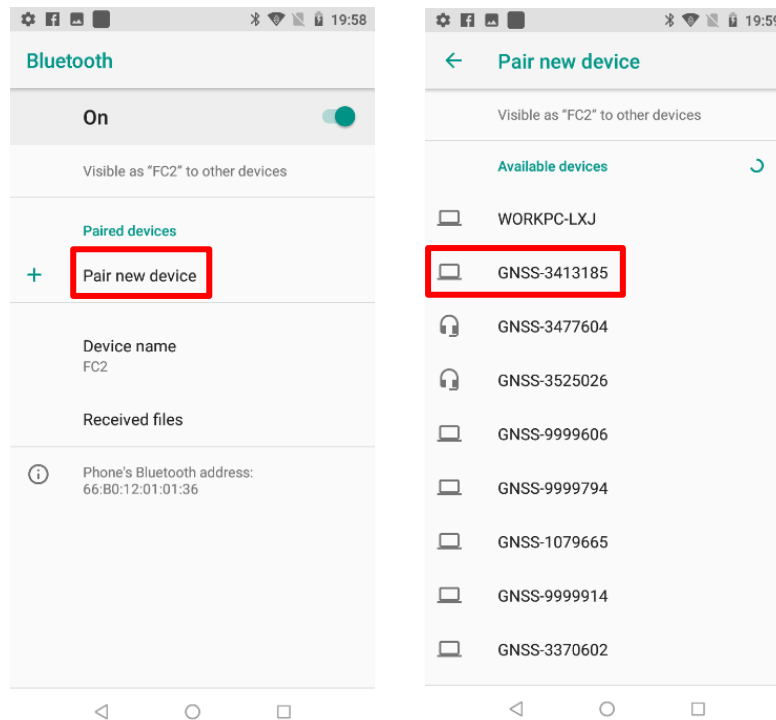 19:58
Bluetooth
On
Visible as “FC2” to other devices
Paired devices
Pair new device
Device name
FC2
Received files
Phone's Bluetooth address:
66:B0:12:01:01:36
19:59
Pair new device
Visible as “FC2” to other devices
Available devices
WORKPC-LXJ
GNSS-3413185
GNSS-3477604
GNSS-3525026
GNSS-9999606
GNSS-9999794
GNSS-1079665
GNSS-9999914
GNSS-3370602